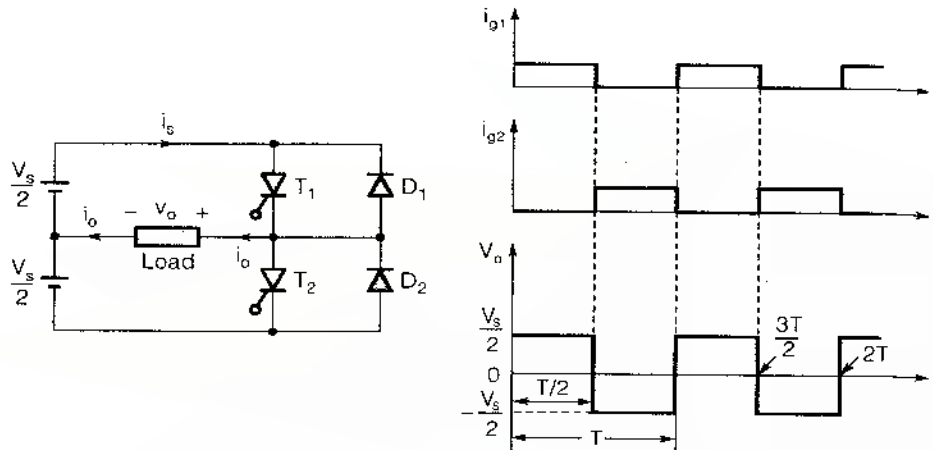 i_s
V_s/2
T_1
D_1
i_o
− v_o +
Load
i_o
V_s/2
T_2
D_2
i_g1
i_g2
V_o
V_s/2
0
−V_s/2
T/2
T
3T/2
2T